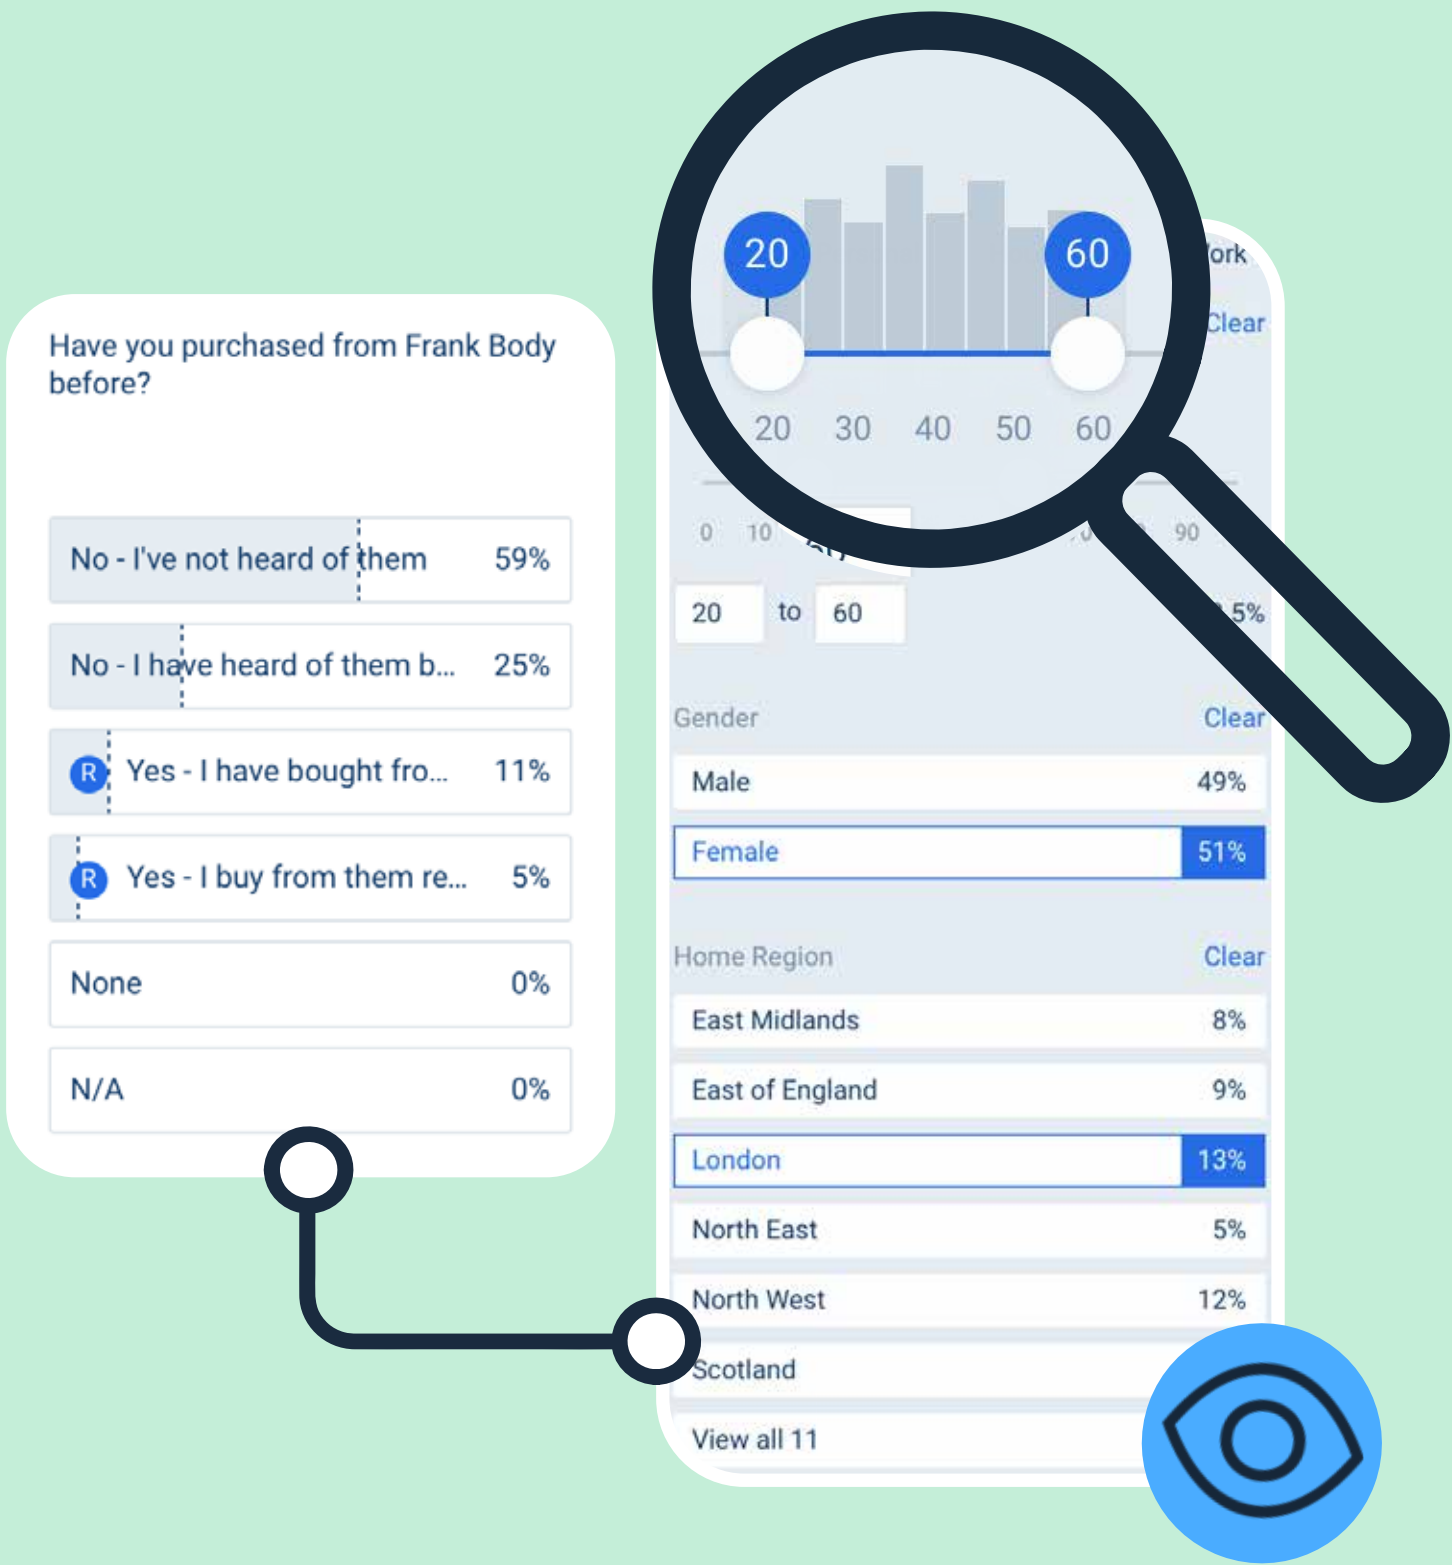 Have you purchased from Frank Body
before?
No - I've not heard of them 59%
No - I have heard of them b... 25%
R Yes - I have bought fro... 11%
R Yes - I buy from them re... 5%
None 0%
N/A 0%
20 60
20 30 40 50 60
Clear
0 10 90
20 to 60
Gender Clear
Male 49%
Female 51%
Home Region Clear
East Midlands 8%
East of England 9%
London 13%
North East 5%
North West 12%
Scotland
View all 11